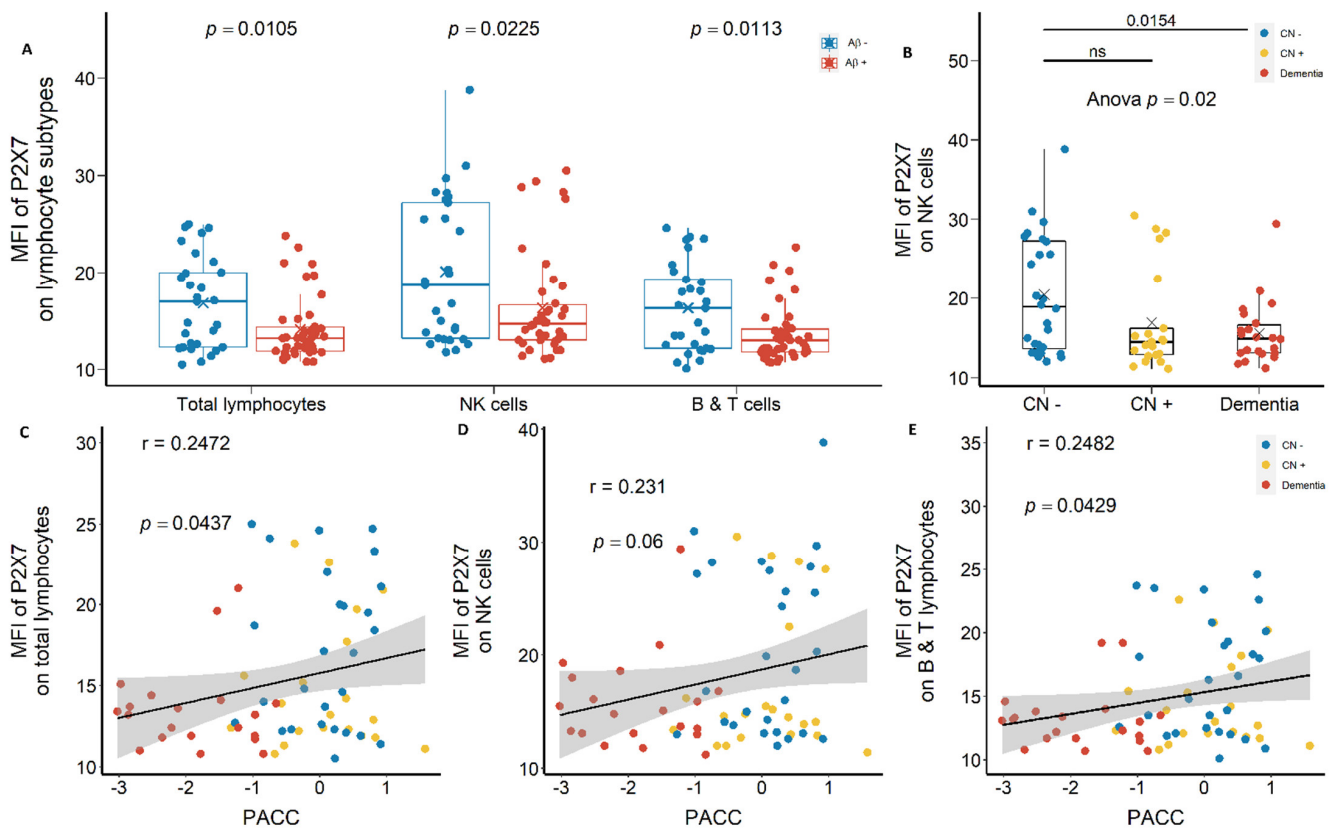 A
p = 0.0105
p = 0.0225
p = 0.0113
Aβ -
Aβ +
MFI of P2X7
on lymphocyte subtypes
40
30
20
10
Total lymphocytes
NK cells
B & T cells
B
0.0154
ns
Anova p = 0.02
CN -
CN +
Dementia
MFI of P2X7
on NK cells
50
40
30
20
10
CN -
CN +
Dementia
C
r = 0.2472
p = 0.0437
MFI of P2X7
on total lymphocytes
30
25
20
15
10
-3
-2
-1
0
1
PACC
D
r = 0.231
p = 0.06
MFI of P2X7
on NK cells
40
30
20
10
-3
-2
-1
0
1
PACC
E
r = 0.2482
p = 0.0429
CN -
CN +
Dementia
MFI of P2X7
on B & T lymphocytes
35
30
25
20
15
10
-3
-2
-1
0
1
PACC